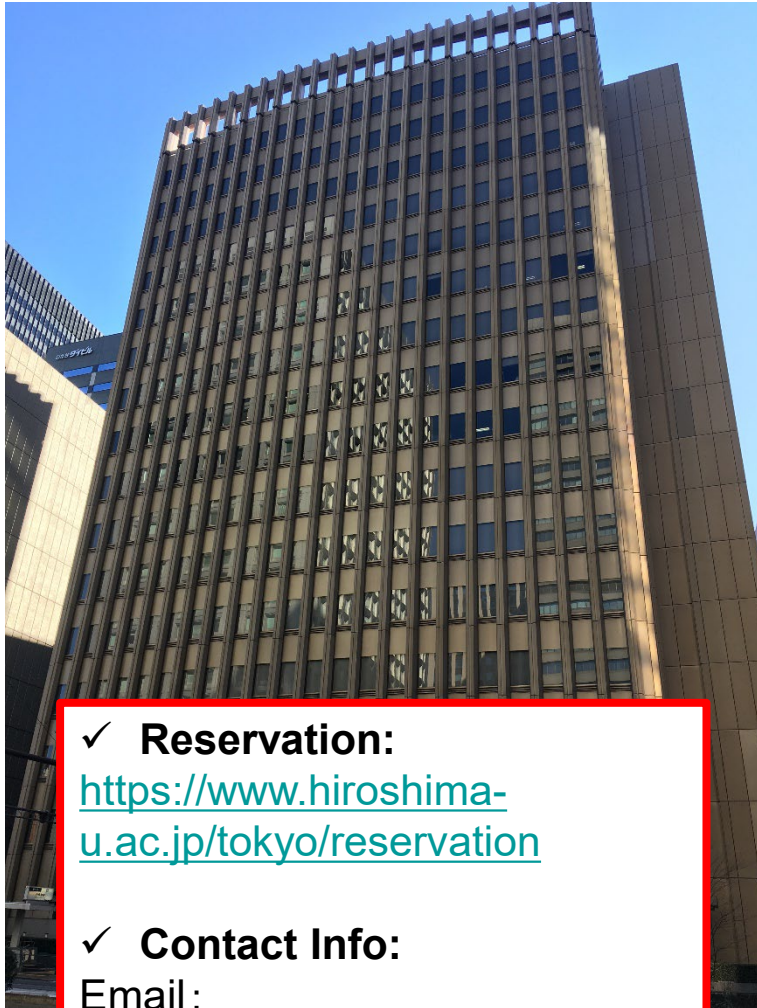 ✓ Reservation:
https://www.hiroshima-
u.ac.jp/tokyo/reservation
✓ Contact Info:
Email：